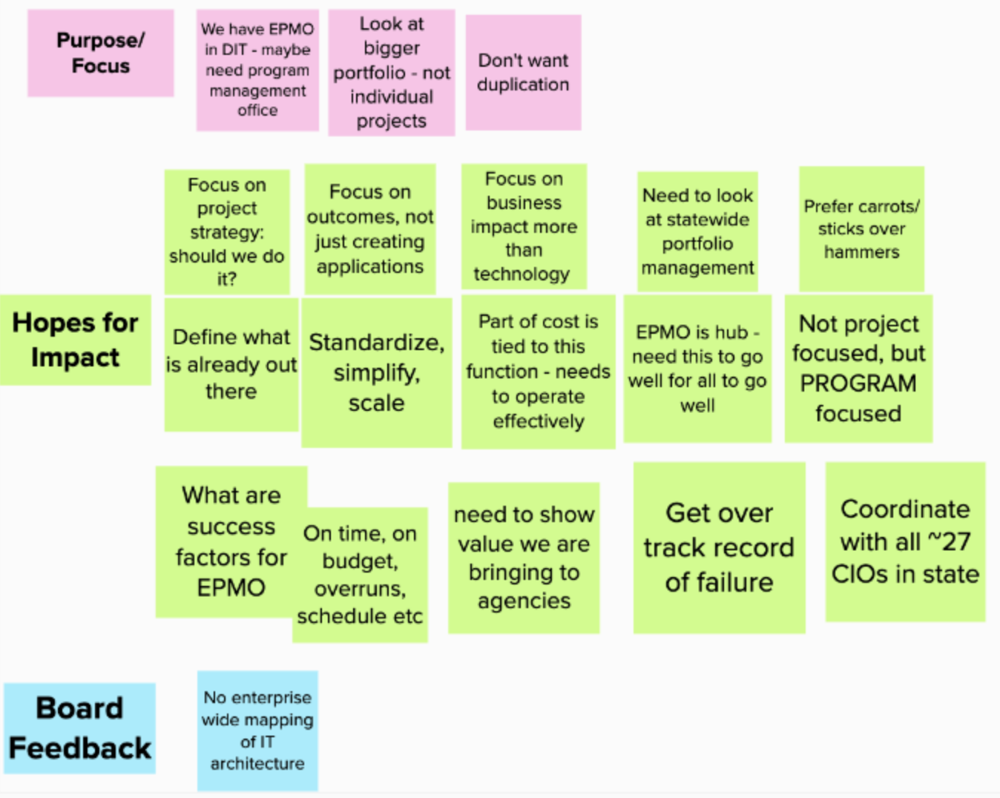 Purpose/
Focus
We have EPMO
in DIT - maybe
need program
management
office
Look at
bigger
portfolio - not
individual
projects
Don't want
duplication
Focus on
project
strategy:
should we do
it?
Focus on
outcomes, not
just creating
applications
Focus on
business
impact more
than
technology
Need to look
at statewide
portfolio
management
Prefer carrots/
sticks over
hammers
Hopes for
Impact
Define what
is already out
there
Standardize,
simplify,
scale
Part of cost is
tied to this
function - needs
to operate
effectively
EPMO is hub -
need this to go
well for all to go
well
Not project
focused, but
PROGRAM
focused
What are
success
factors for
EPMO
On time, on
budget,
overruns,
schedule etc
need to show
value we are
bringing to
agencies
Get over
track record
of failure
Coordinate
with all ~27
CIOs in state
Board
Feedback
No enterprise
wide mapping
of IT
architecture